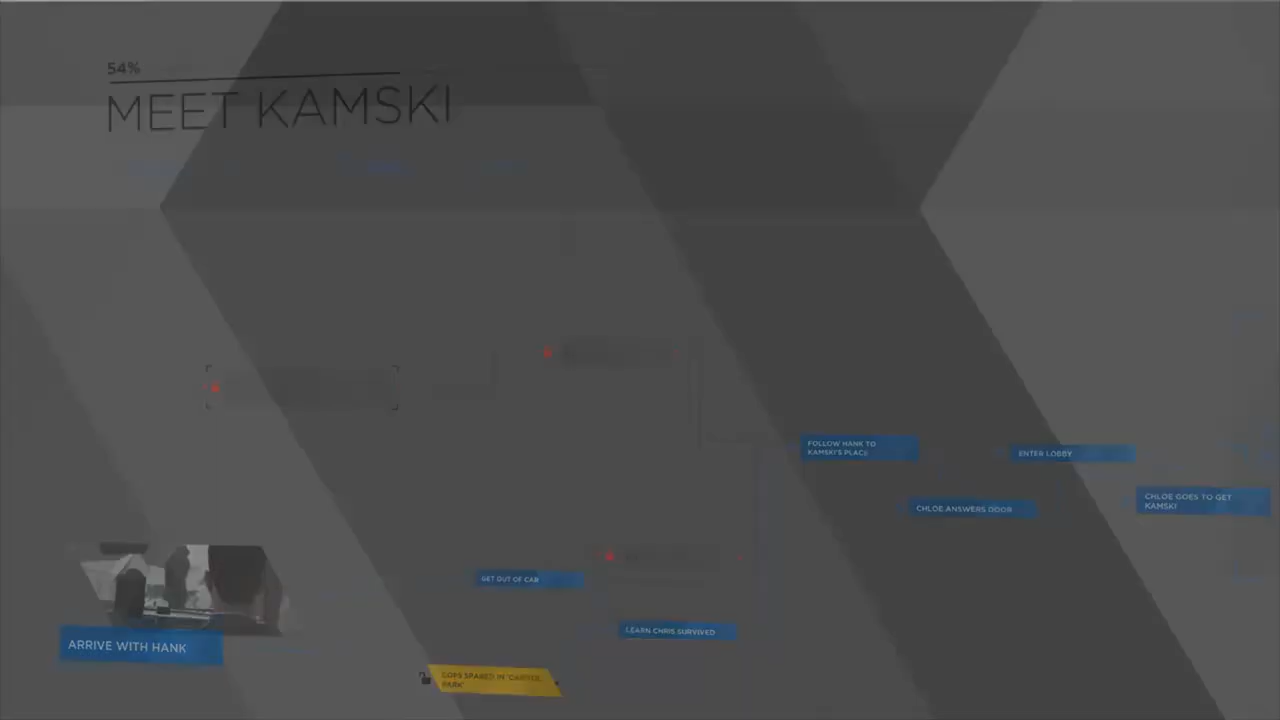 54%
MEET KAMSKI
FOLLOW HANK TO
KAMSKI'S PLACE
ENTER LOBBY
CHLOE GOES TO GET
KAMSKI
CHLOE ANSWERS DOOR
GET OUT OF CAR
LEARN CHRIS SURVIVED
ARRIVE WITH HANK
COPS SPARED IN 'CAPITOL
PARK'